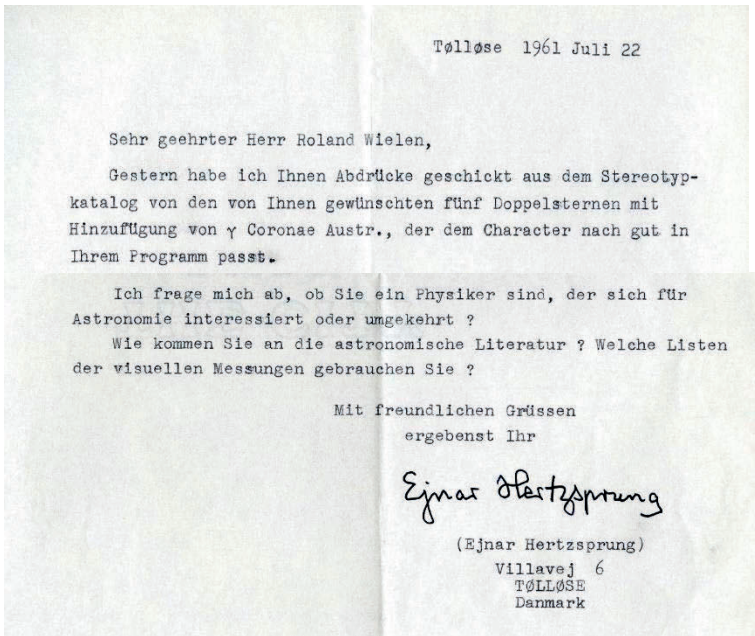 Tølløse 1961 Juli 22
Sehr geehrter Herr Roland Wielen,
Gestern habe ich Ihnen Abdrücke geschickt aus dem Stereotyp-
katalog von den von Ihnen gewünschten fünf Doppelsternen mit
Hinzufügung von γ Coronae Austr., der dem Character nach gut in
Ihrem Programm passt.
Ich frage mich ab, ob Sie ein Physiker sind, der sich für
Astronomie interessiert oder umgekehrt ?
Wie kommen Sie an die astronomische Literatur ? Welche Listen
der visuellen Messungen gebrauchen Sie ?
Mit freundlichen Grüssen
ergebenst Ihr
Ejnar Hertzsprung
(Ejnar Hertzsprung)
Villavej 6
TØLLØSE
Danmark